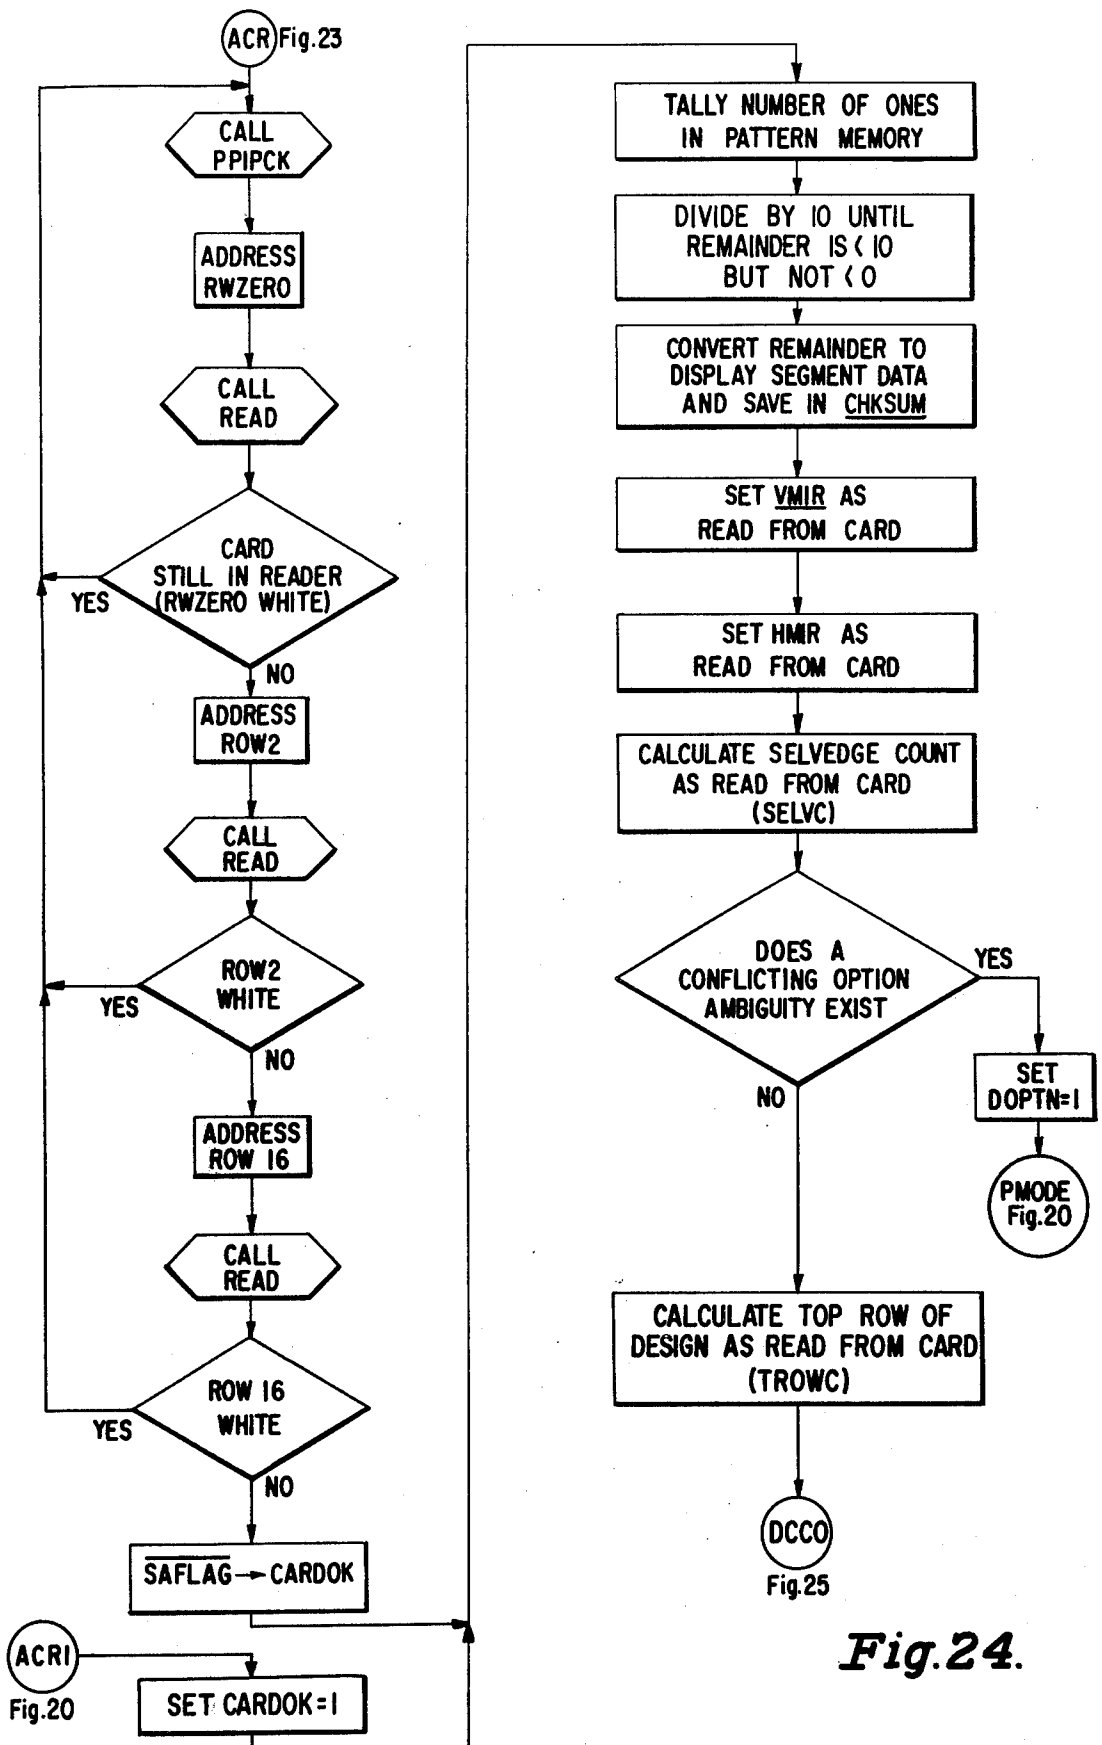 ACR Fig.23
CALL
PPIPCK
ADDRESS
RWZERO
CALL
READ
CARD
STILL IN READER
(RWZERO WHITE)
YES
NO
ADDRESS
ROW2
CALL
READ
ROW2
WHITE
YES
NO
ADDRESS
ROW 16
CALL
READ
ROW 16
WHITE
YES
NO
SAFLAG → CARDOK
ACR1
Fig.20
SET CARDOK=1
TALLY NUMBER OF ONES
IN PATTERN MEMORY
DIVIDE BY 10 UNTIL
REMAINDER IS < 10
BUT NOT < 0
CONVERT REMAINDER TO
DISPLAY SEGMENT DATA
AND SAVE IN CHKSUM
SET VMIR AS
READ FROM CARD
SET HMIR AS
READ FROM CARD
CALCULATE SELVEDGE COUNT
AS READ FROM CARD
(SELVC)
DOES A
CONFLICTING OPTION
AMBIGUITY EXIST
YES
NO
SET
DOPTN=1
PMODE
Fig.20
CALCULATE TOP ROW OF
DESIGN AS READ FROM CARD
(TROWC)
DCCO
Fig.25
Fig.24.